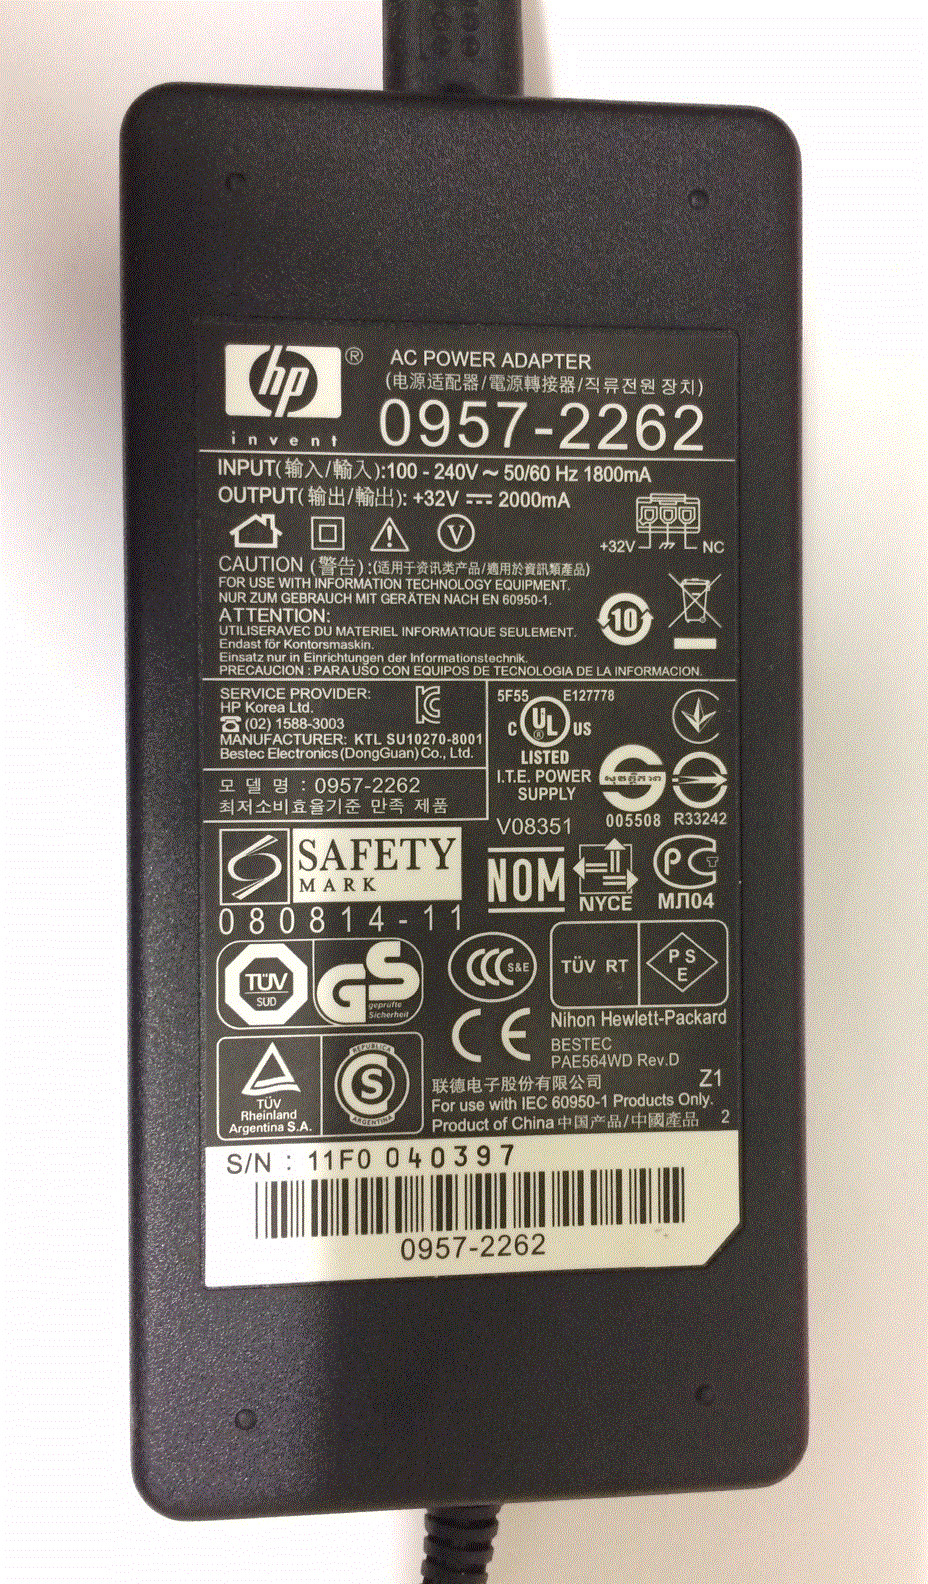 hp ®
invent
AC POWER ADAPTER
(电源适配器/電源轉接器/직류전원 장치)
0957-2262
INPUT(输入/輸入):100 - 240V ~ 50/60 Hz 1800mA
OUTPUT(输出/輸出): +32V ⎓ 2000mA
V
+32V NC
CAUTION (警告):(适用于资讯类产品/適用於資訊類產品)
FOR USE WITH INFORMATION TECHNOLOGY EQUIPMENT.
NUR ZUM GEBRAUCH MIT GERÄTEN NACH EN 60950-1.
ATTENTION:
UTILISERAVEC DU MATERIEL INFORMATIQUE SEULEMENT.
Endast för Kontorsmaskin.
Einsatz nur in Einrichtungen der Informationstechnik.
PRECAUCION : PARA USO CON EQUIPOS DE TECNOLOGIA DE LA INFORMACION.
10
SERVICE PROVIDER:
HP Korea Ltd.
☎(02) 1588-3003
MANUFACTURER: KTL SU10270-8001
Bestec Electronics (DongGuan) Co., Ltd.
모 델 명 : 0957-2262
최저소비효율기준 만족 제품
5F55 E127778
C UL ® US
LISTED
I.T.E. POWER
SUPPLY
V08351
005508 R33242
SAFETY
MARK
080814-11
NOM
NYCE
РСТ
МЛ04
TÜV
SUD
GS
geprüfte
Sicherheit
CCC S&E
TÜV RT
PS
E
CE
Nihon Hewlett-Packard
BESTEC
PAE564WD Rev.D
TÜV
Rheinland
Argentina S.A.
REPUBLICA
S
ARGENTINA
联德电子股份有限公司 Z1
For use with IEC 60950-1 Products Only.
Product of China 中国产品/中國產品 2
S/N : 11F0 040397
0957-2262